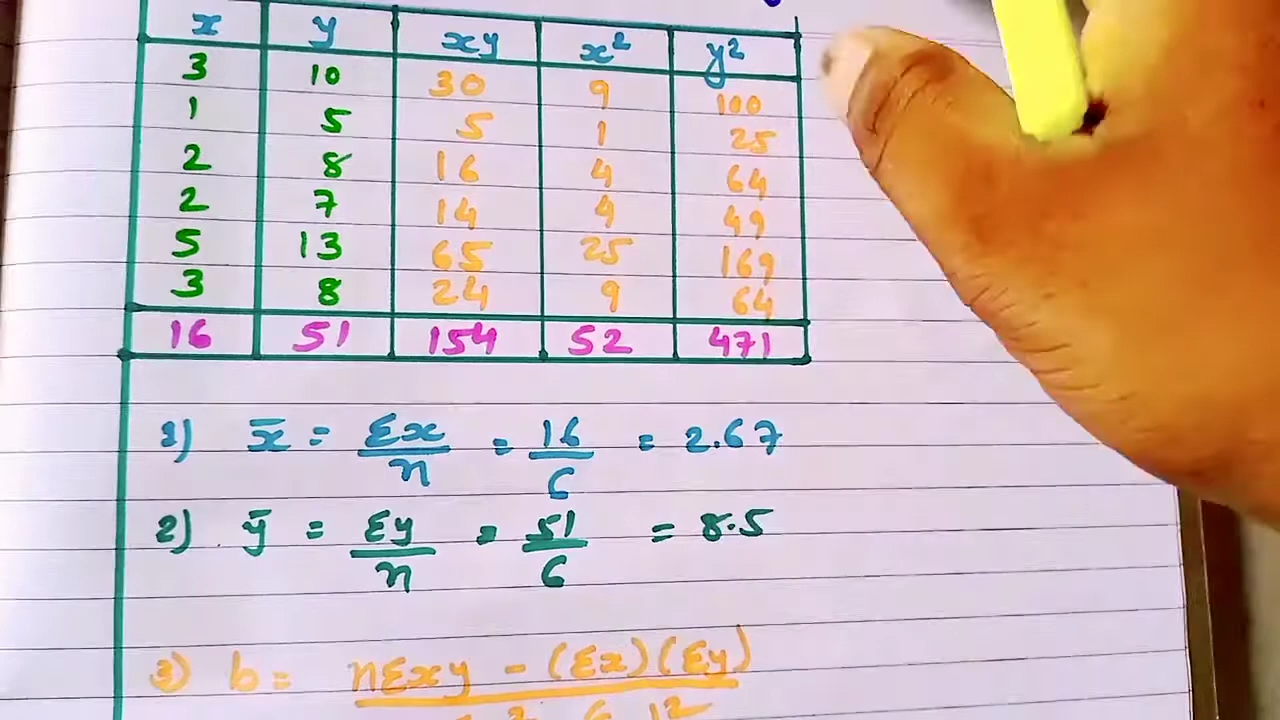 x y xy x² y²
3 10 30 9 100
1 5 5 1 25
2 8 16 4 64
2 7 14 4 49
5 13 65 25 169
3 8 24 9 64
16 51 154 52 471
1) x̄ = Σx/n = 16/6 = 2.67
2) ȳ = Σy/n = 51/6 = 8.5
3) b = nΣxy - (Σx)(Σy)